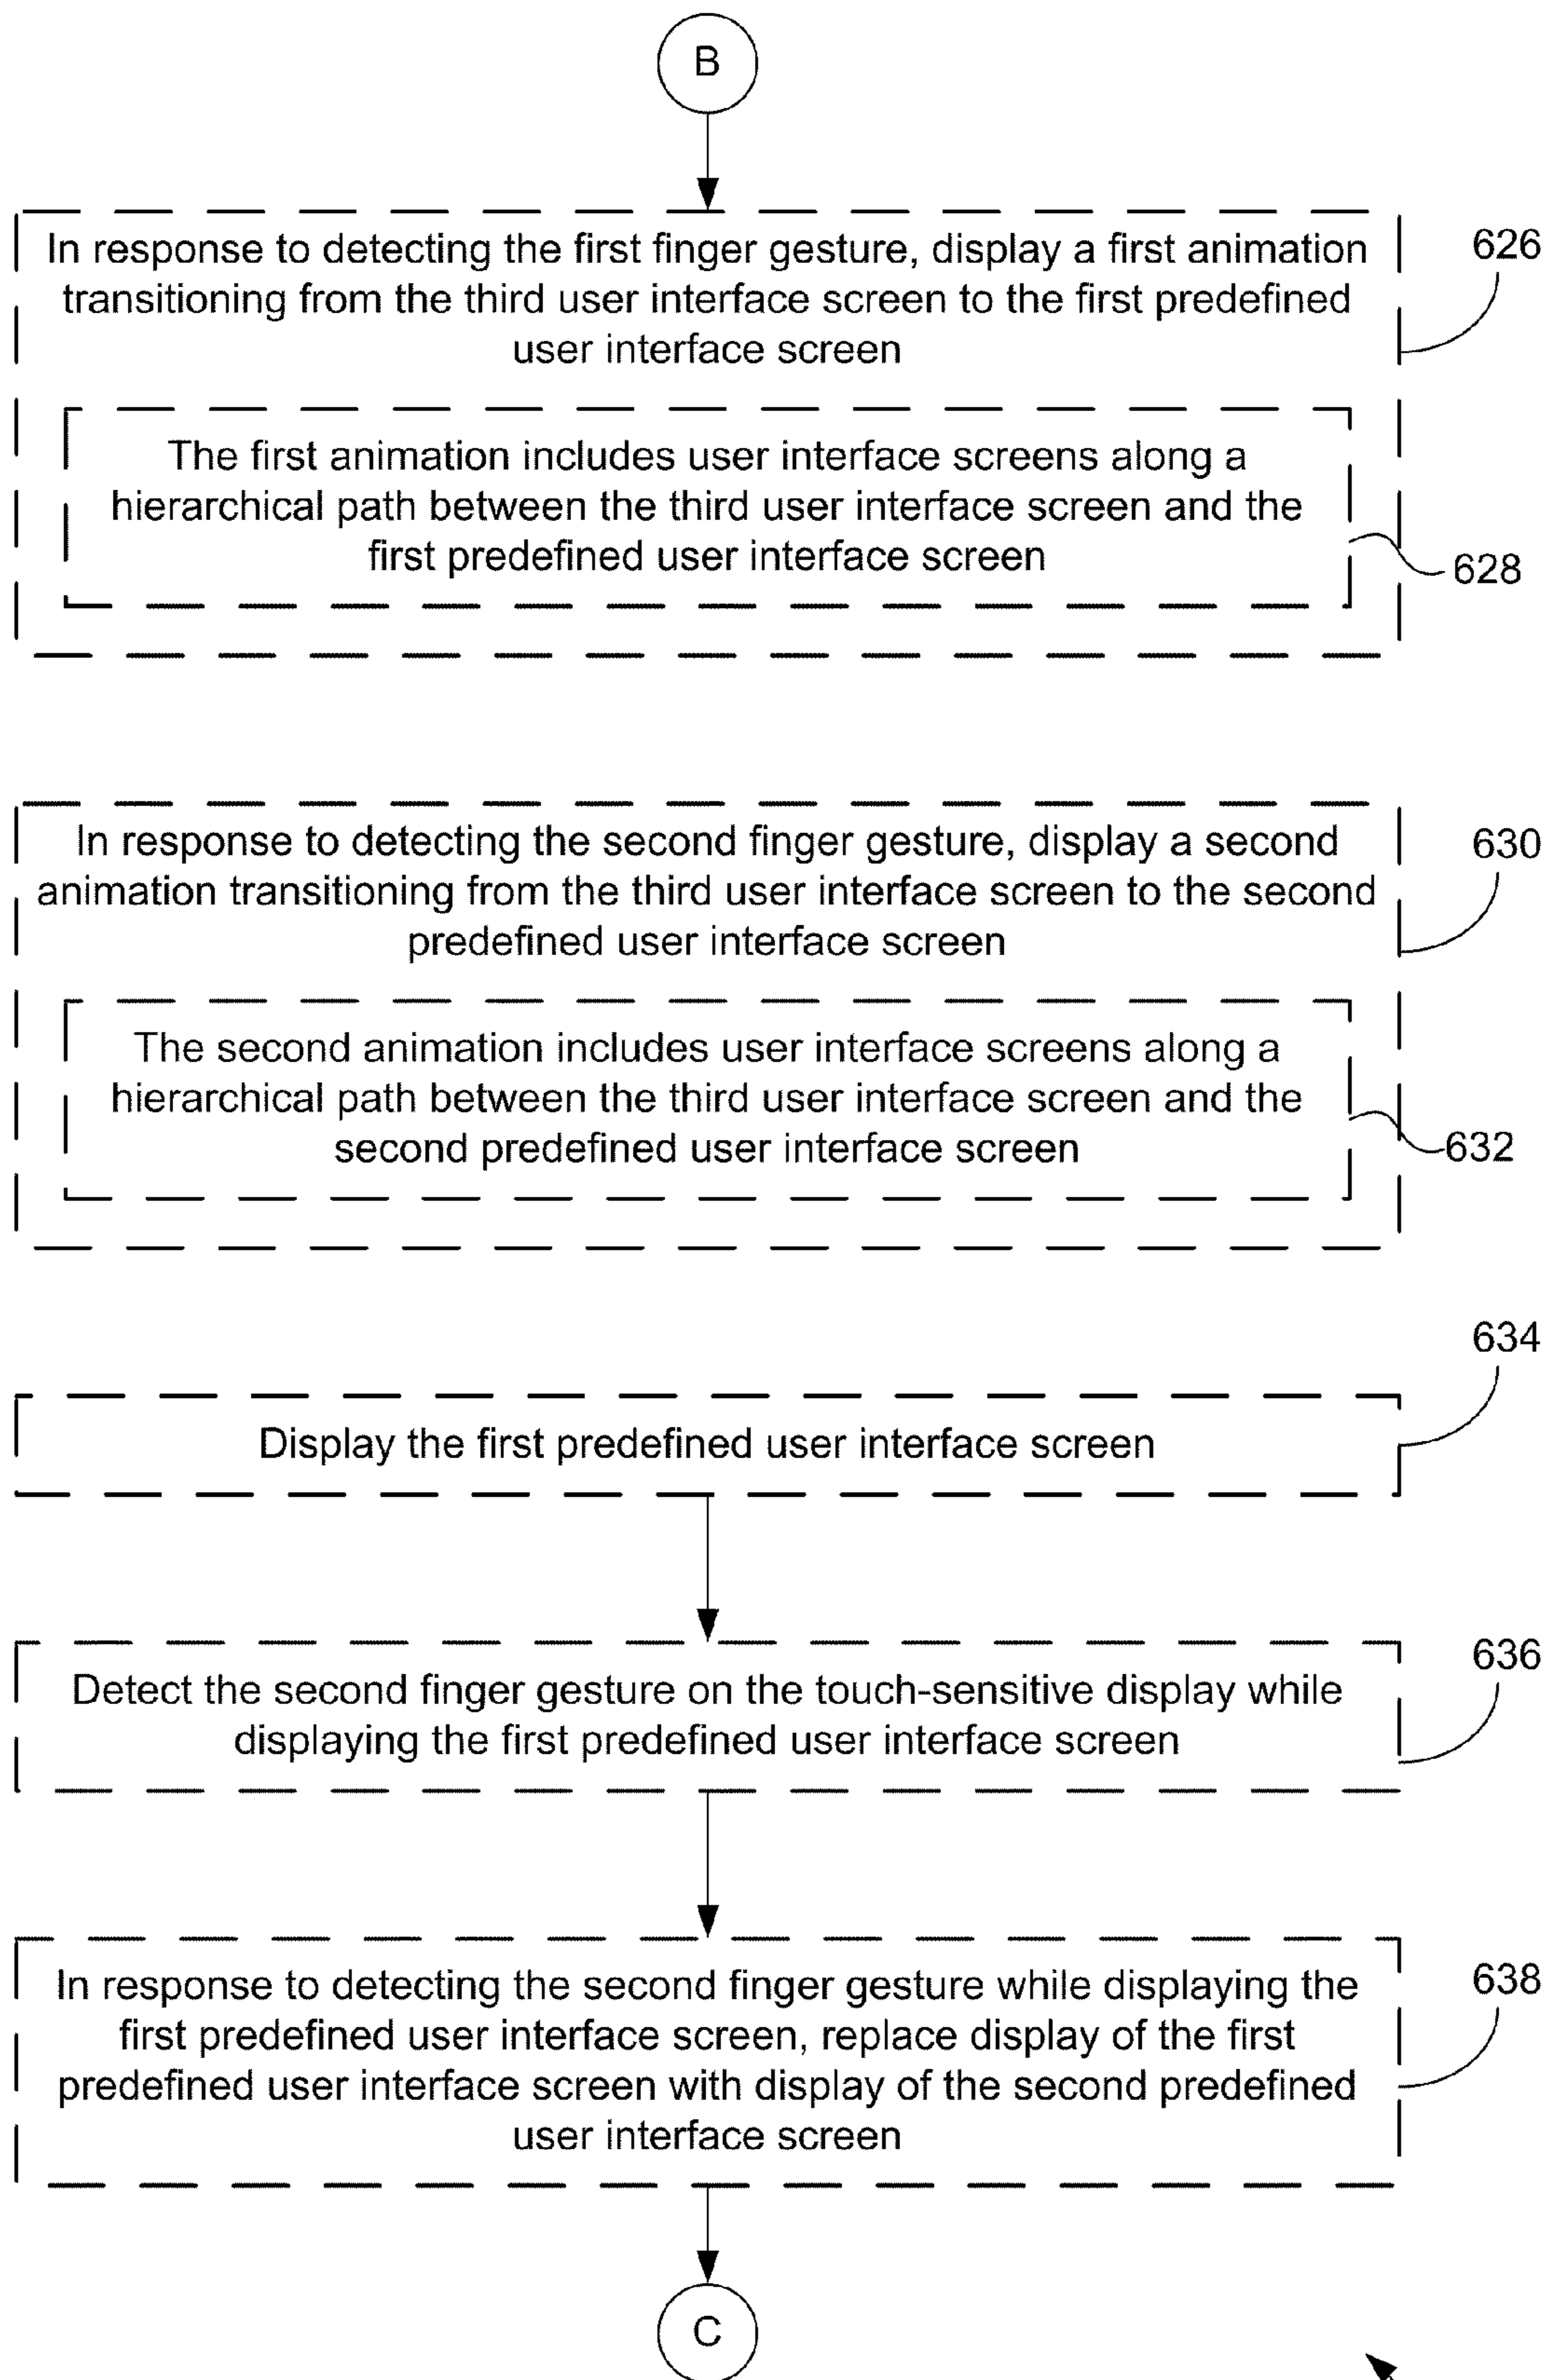 B
In response to detecting the first finger gesture, display a first animation
transitioning from the third user interface screen to the first predefined
user interface screen
626
The first animation includes user interface screens along a
hierarchical path between the third user interface screen and the
first predefined user interface screen
628
In response to detecting the second finger gesture, display a second
animation transitioning from the third user interface screen to the second
predefined user interface screen
630
The second animation includes user interface screens along a
hierarchical path between the third user interface screen and the
second predefined user interface screen
632
634
Display the first predefined user interface screen
Detect the second finger gesture on the touch-sensitive display while
displaying the first predefined user interface screen
636
In response to detecting the second finger gesture while displaying the
first predefined user interface screen, replace display of the first
predefined user interface screen with display of the second predefined
user interface screen
638
C